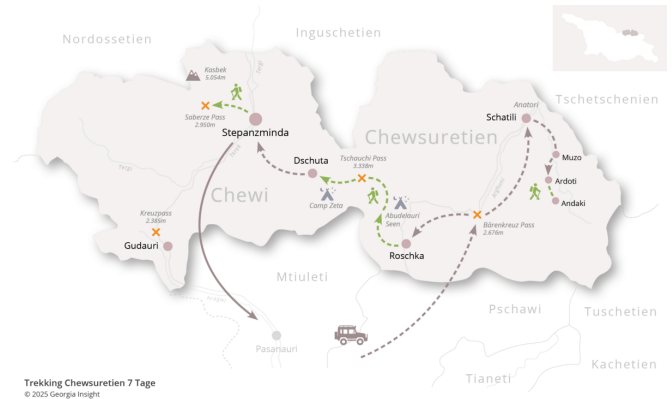 Nordossetien
Inguschetien
Tschetschenien
Kasbek
5.054m
Tergi
Saberze Pass
2.950m
Stepanzminda
Anatori
Schatili
Chewsuretien
Muzo
Dschuta
Tschauchi Pass
3.338m
Ardoti
Chewi
Camp Zeta
Andaki
Abudelauri
Seen
Kreuzpass
2.385m
Gudauri
Bärenkreuz Pass
2.676m
Roschka
Mtiuleti
Pschawi
Tuschetien
Pasanauri
Kachetien
Tianeti
Trekking Chewsuretien 7 Tage
© 2025 Georgia Insight